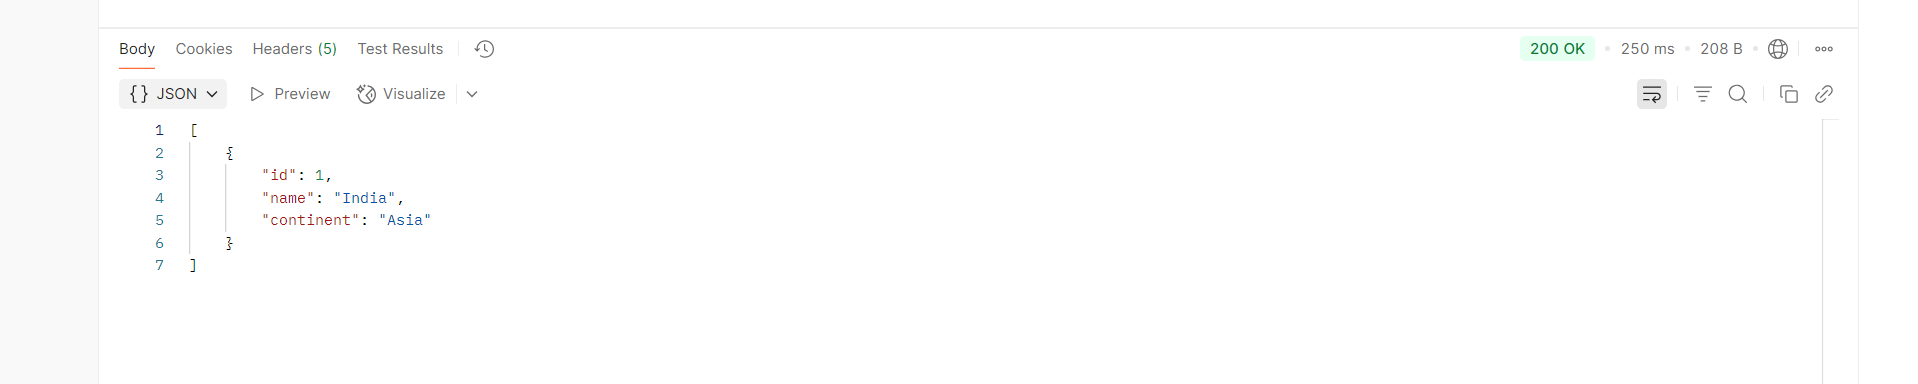 Body Cookies Headers (5) Test Results 200 OK • 250 ms • 208 B •
{} JSON Preview Visualize
1 [
2 {
3 "id": 1,
4 "name": "India",
5 "continent": "Asia"
6 }
7 ]